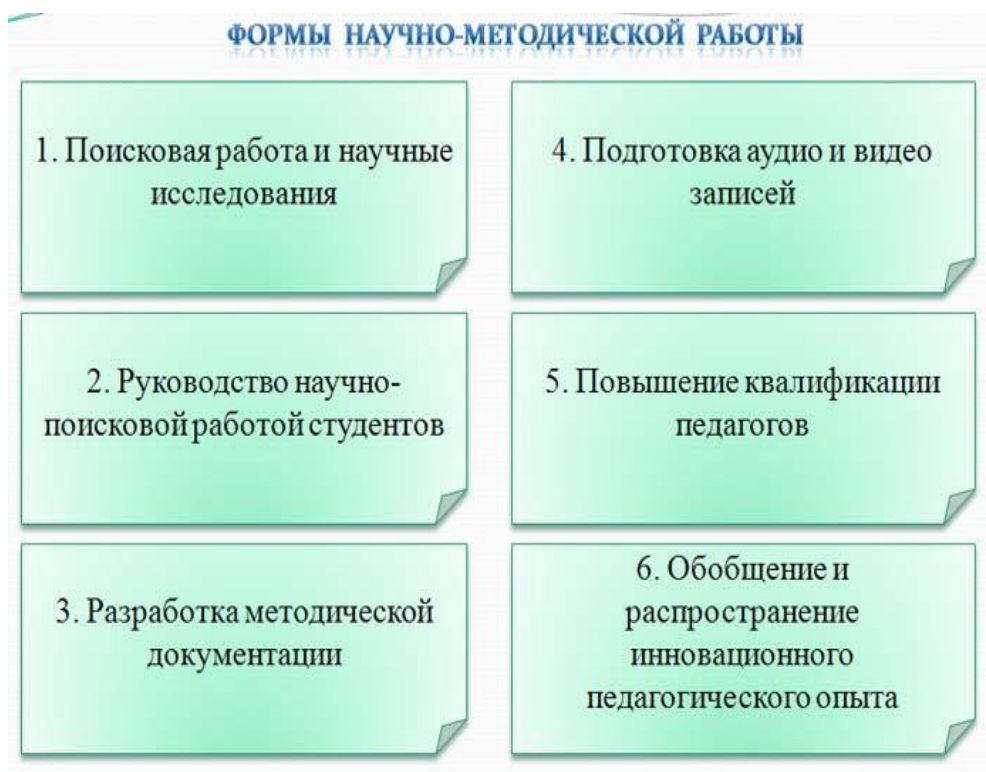 ФОРМЫ НАУЧНО-МЕТОДИЧЕСКОЙ РАБОТЫ
1. Поисковая работа и научные
исследования
2. Руководство научно-
поисковой работой студентов
3. Разработка методической
документации
4. Подготовка аудио и видео
записей
5. Повышение квалификации
педагогов
6. Обобщение и
распространение
инновационного
педагогического опыта